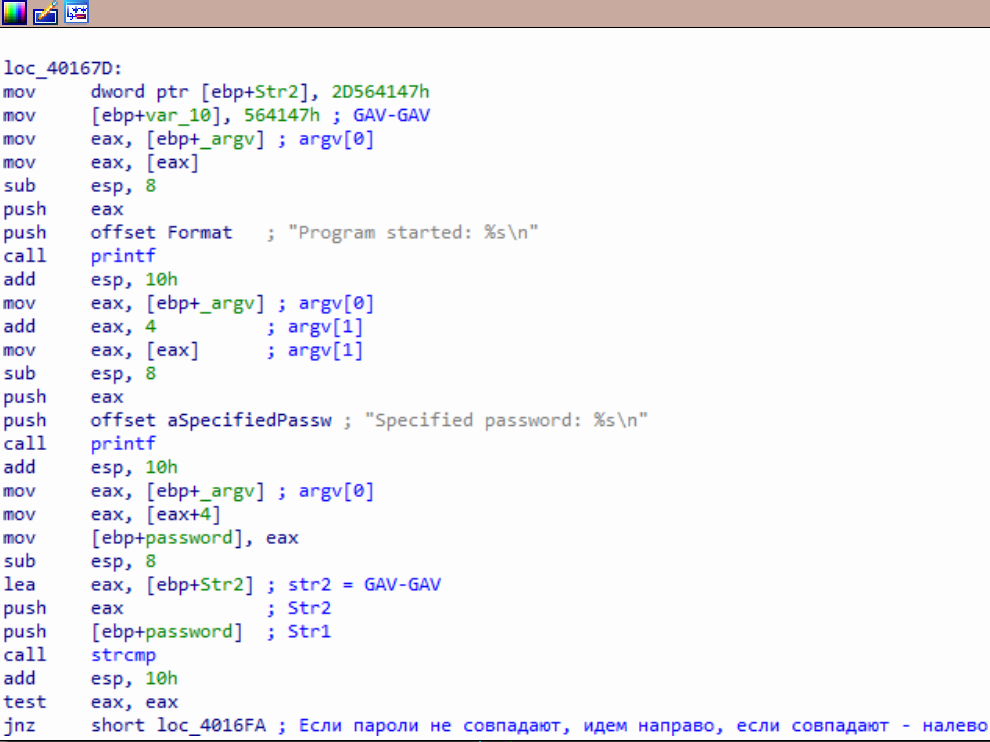 loc_40167D:
mov dword ptr [ebp+Str2], 2D564147h
mov [ebp+var_10], 564147h ; GAV-GAV
mov eax, [ebp+_argv] ; argv[0]
mov eax, [eax]
sub esp, 8
push eax
push offset Format ; "Program started: %s\n"
call printf
add esp, 10h
mov eax, [ebp+_argv] ; argv[0]
add eax, 4 ; argv[1]
mov eax, [eax] ; argv[1]
sub esp, 8
push eax
push offset aSpecifiedPassw ; "Specified password: %s\n"
call printf
add esp, 10h
mov eax, [ebp+_argv] ; argv[0]
mov eax, [eax+4]
mov [ebp+password], eax
sub esp, 8
lea eax, [ebp+Str2] ; str2 = GAV-GAV
push eax ; Str2
push [ebp+password] ; Str1
call strcmp
add esp, 10h
test eax, eax
jnz short loc_4016FA ; Если пароли не совпадают, идем направо, если совпадают - налево